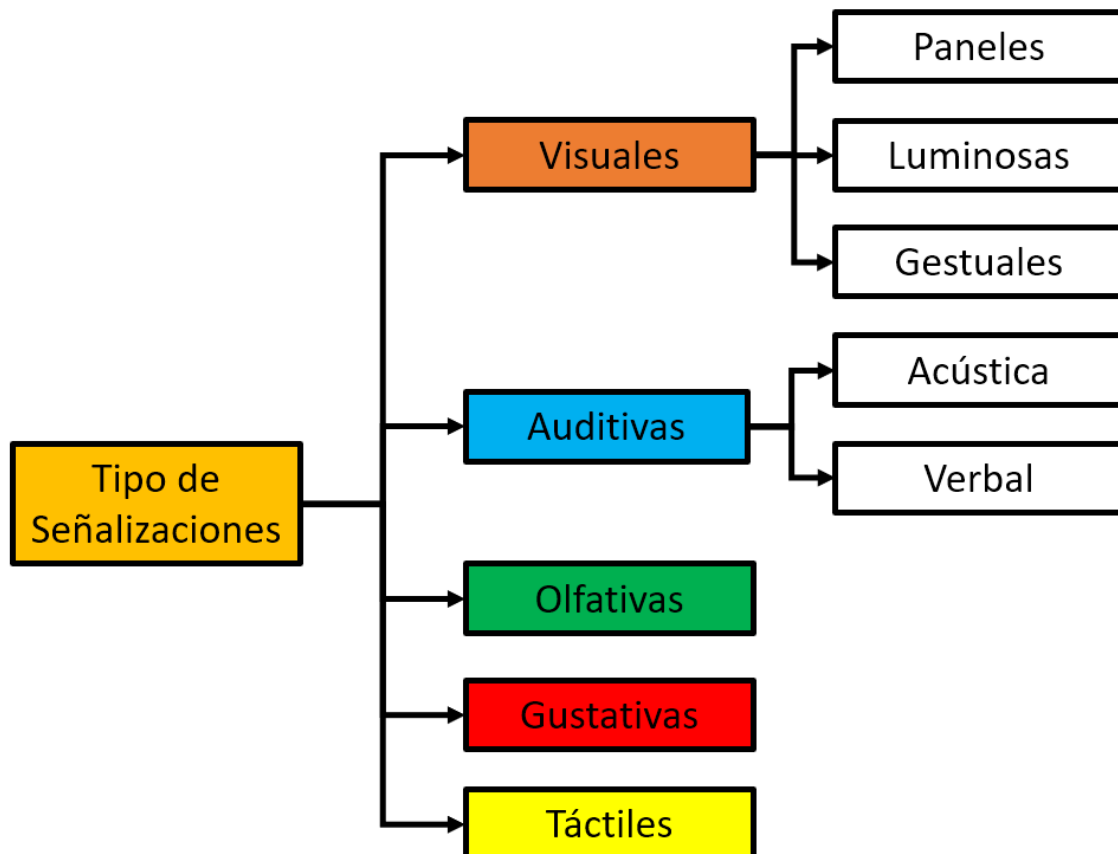 Tipo de
Señalizaciones
Visuales
Paneles
Luminosas
Gestuales
Auditivas
Acústica
Verbal
Olfativas
Gustativas
Táctiles